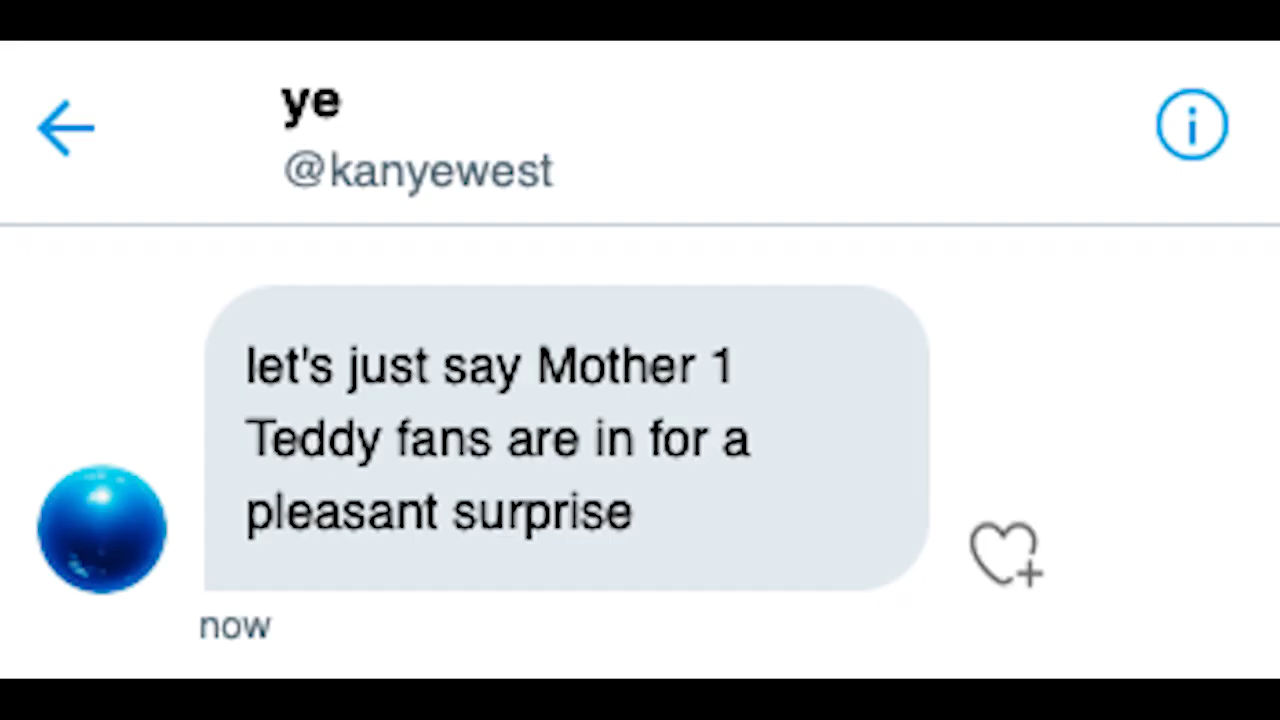 ye
@kanyewest
let's just say Mother 1
Teddy fans are in for a
pleasant surprise
now